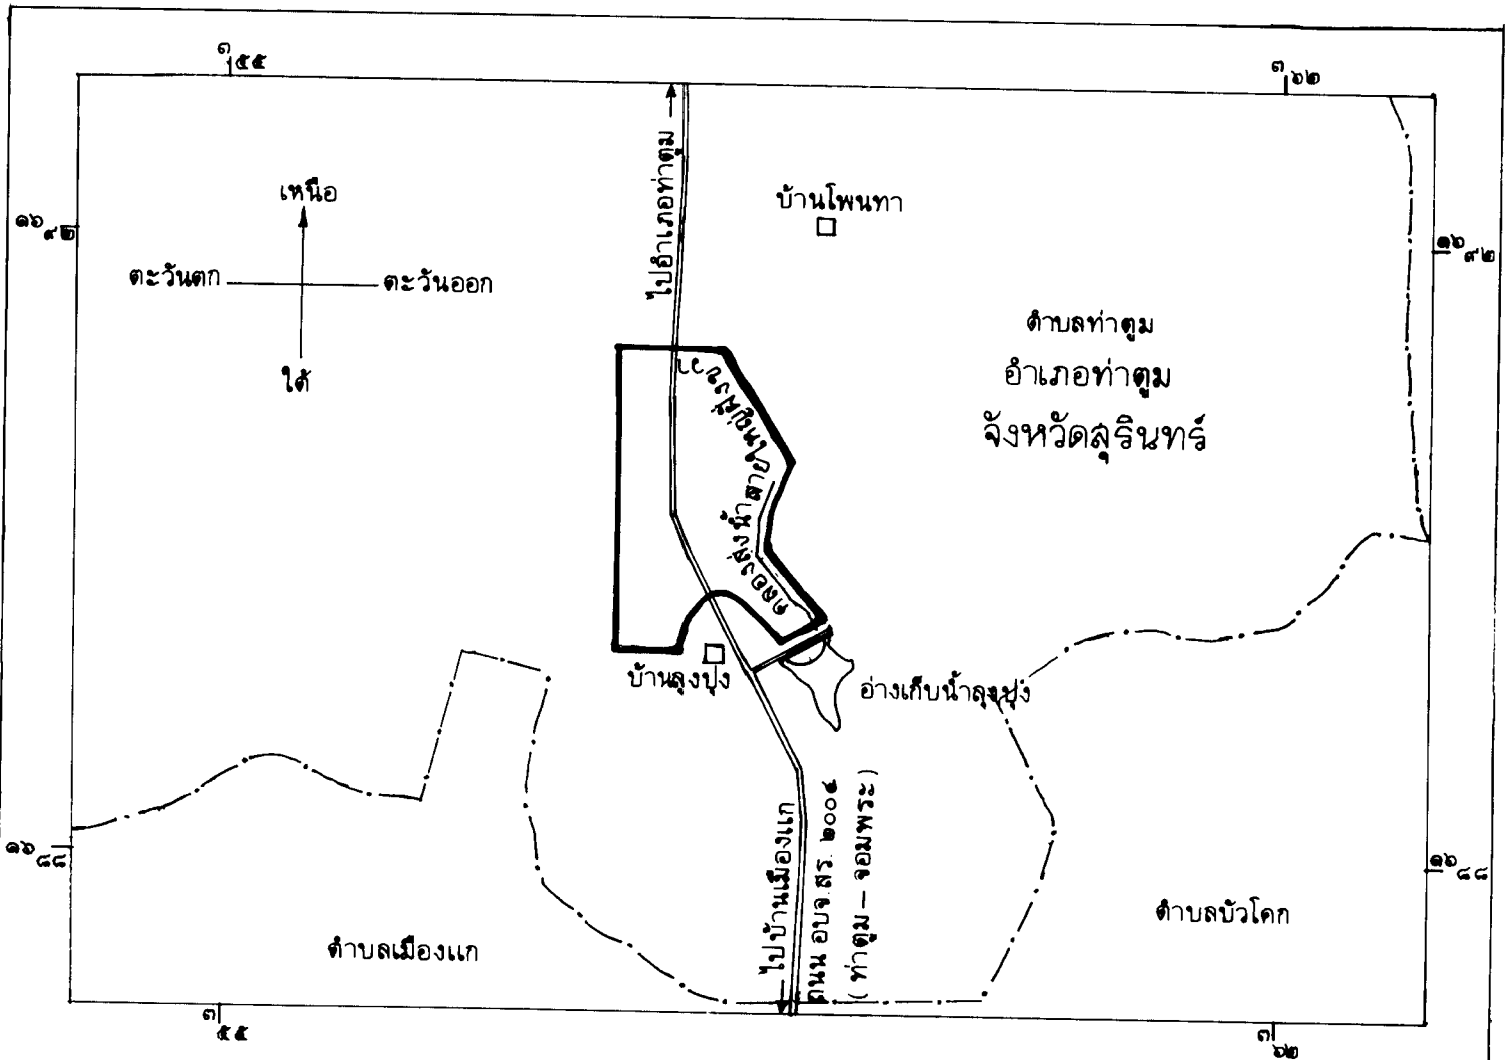 ๓ ๕๕
๓ ๖๒
เหนือ
ตะวันตก
ตะวันออก
ใต้
๑๖ ๙๒
๑๖ ๙๒
ไปอำเภอท่าตูม
บ้านโพนทา
ตำบลท่าตูม
อำเภอท่าตูม
จังหวัดสุรินทร์
คลองส่งน้ำสายใหญ่ฝั่งขวา
บ้านลุงปุง
อ่างเก็บน้ำลุงปุง
๑๖ ๘๘
๑๖ ๘๘
ไปบ้านเมืองแก
ถนน อบจ.สร. ๒๐๐๔
( ท่าตูม – จอมพระ )
ตำบลเมืองแก
ตำบลบัวโคก
๓ ๕๕
๓ ๖๒